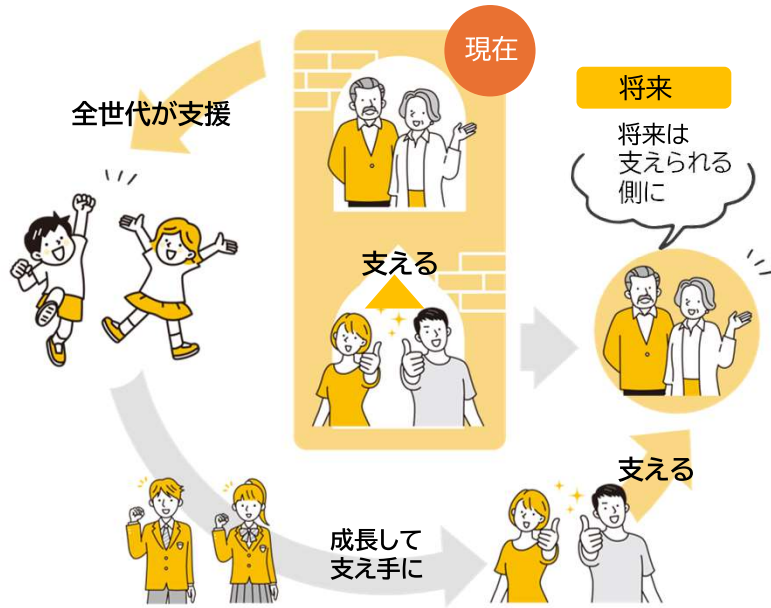 現在
全世代が支援
将来
将来は
支えられる
側に
支える
支える
成長して
支え手に